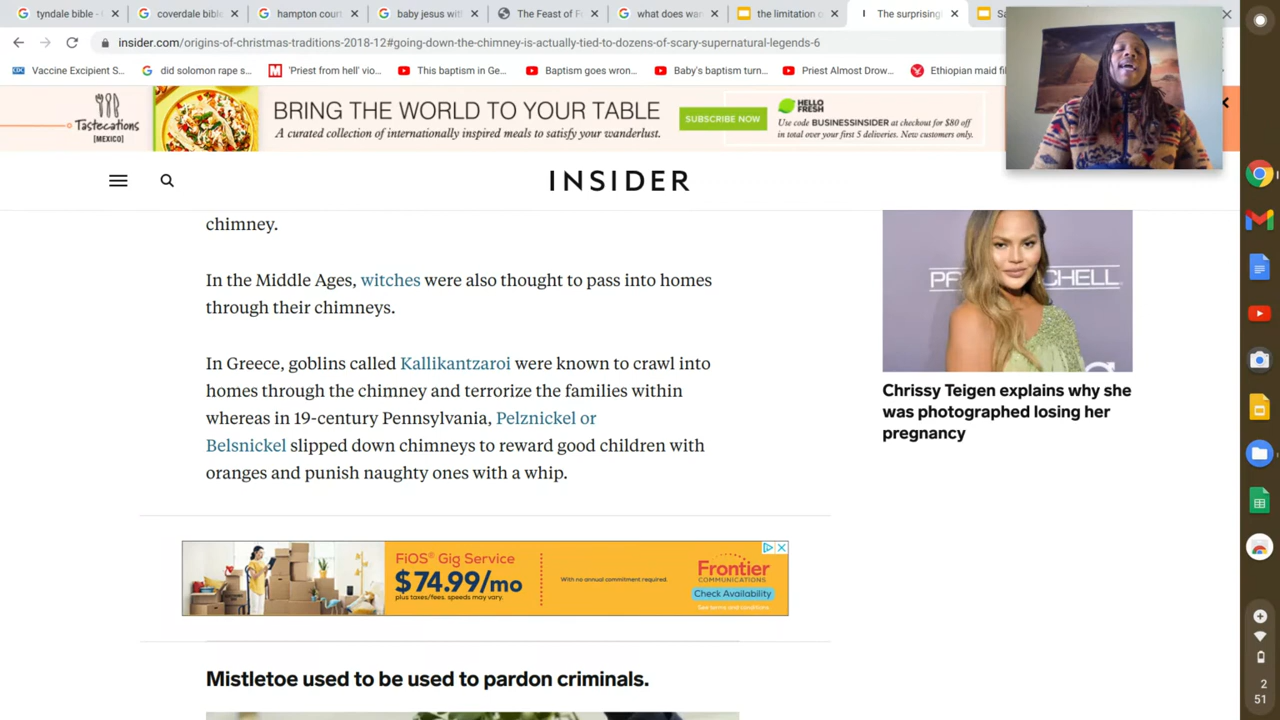 tyndale bible -
coverdale bible
hampton court
baby jesus with
The Feast of F
what does wan
the limitation o
The surprising
Sa
insider.com/origins-of-christmas-traditions-2018-12#going-down-the-chimney-is-actually-tied-to-dozens-of-scary-supernatural-legends-6
Vaccine Excipient S...
did solomon rape s...
'Priest from hell' vio...
This baptism in Ge...
Baptism goes wron...
Baby's baptism turn...
Priest Almost Drow...
Ethiopian maid fi
Tastecations
(MEXICO)
BRING THE WORLD TO YOUR TABLE
A curated collection of internationally inspired meals to satisfy your wanderlust.
SUBSCRIBE NOW
HELLO
FRESH
Use code BUSINESSINSIDER at checkout for $80 off
in total over your first 5 deliveries. New customers only.
INSIDER
chimney.
In the Middle Ages, witches were also thought to pass into homes
through their chimneys.
In Greece, goblins called Kallikantzaroi were known to crawl into
homes through the chimney and terrorize the families within
whereas in 19-centry Pennsylvania, Pelznickel or
Belsnickel slipped down chimneys to reward good children with
oranges and punish naughty ones with a whip.
CHELL
Chrissy Teigen explains why she
was photographed losing her
pregnancy
FiOS® Gig Service
$74.99/mo
plus taxes/fees. speeds may vary.
With no annual commitment required.
Frontier
COMMUNICATIONS
Check Availability
See terms and conditions.
Mistletoe used to be used to pardon criminals.
2
51